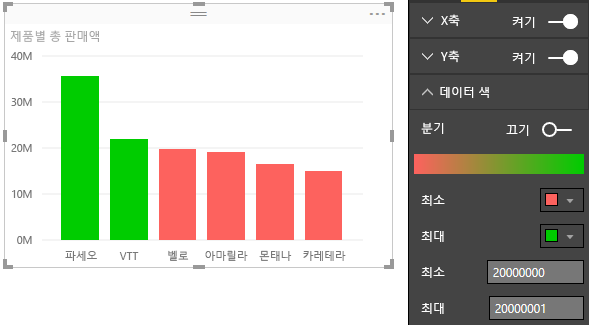 제품별 총 판매액
40M
30M
20M
10M
0M
파세오 VTT 벨로 아마릴라 몬태나 카레테라
X축 켜기
Y축 켜기
데이터 색
분기 끄기
최소
최대
최소 20000000
최대 20000001